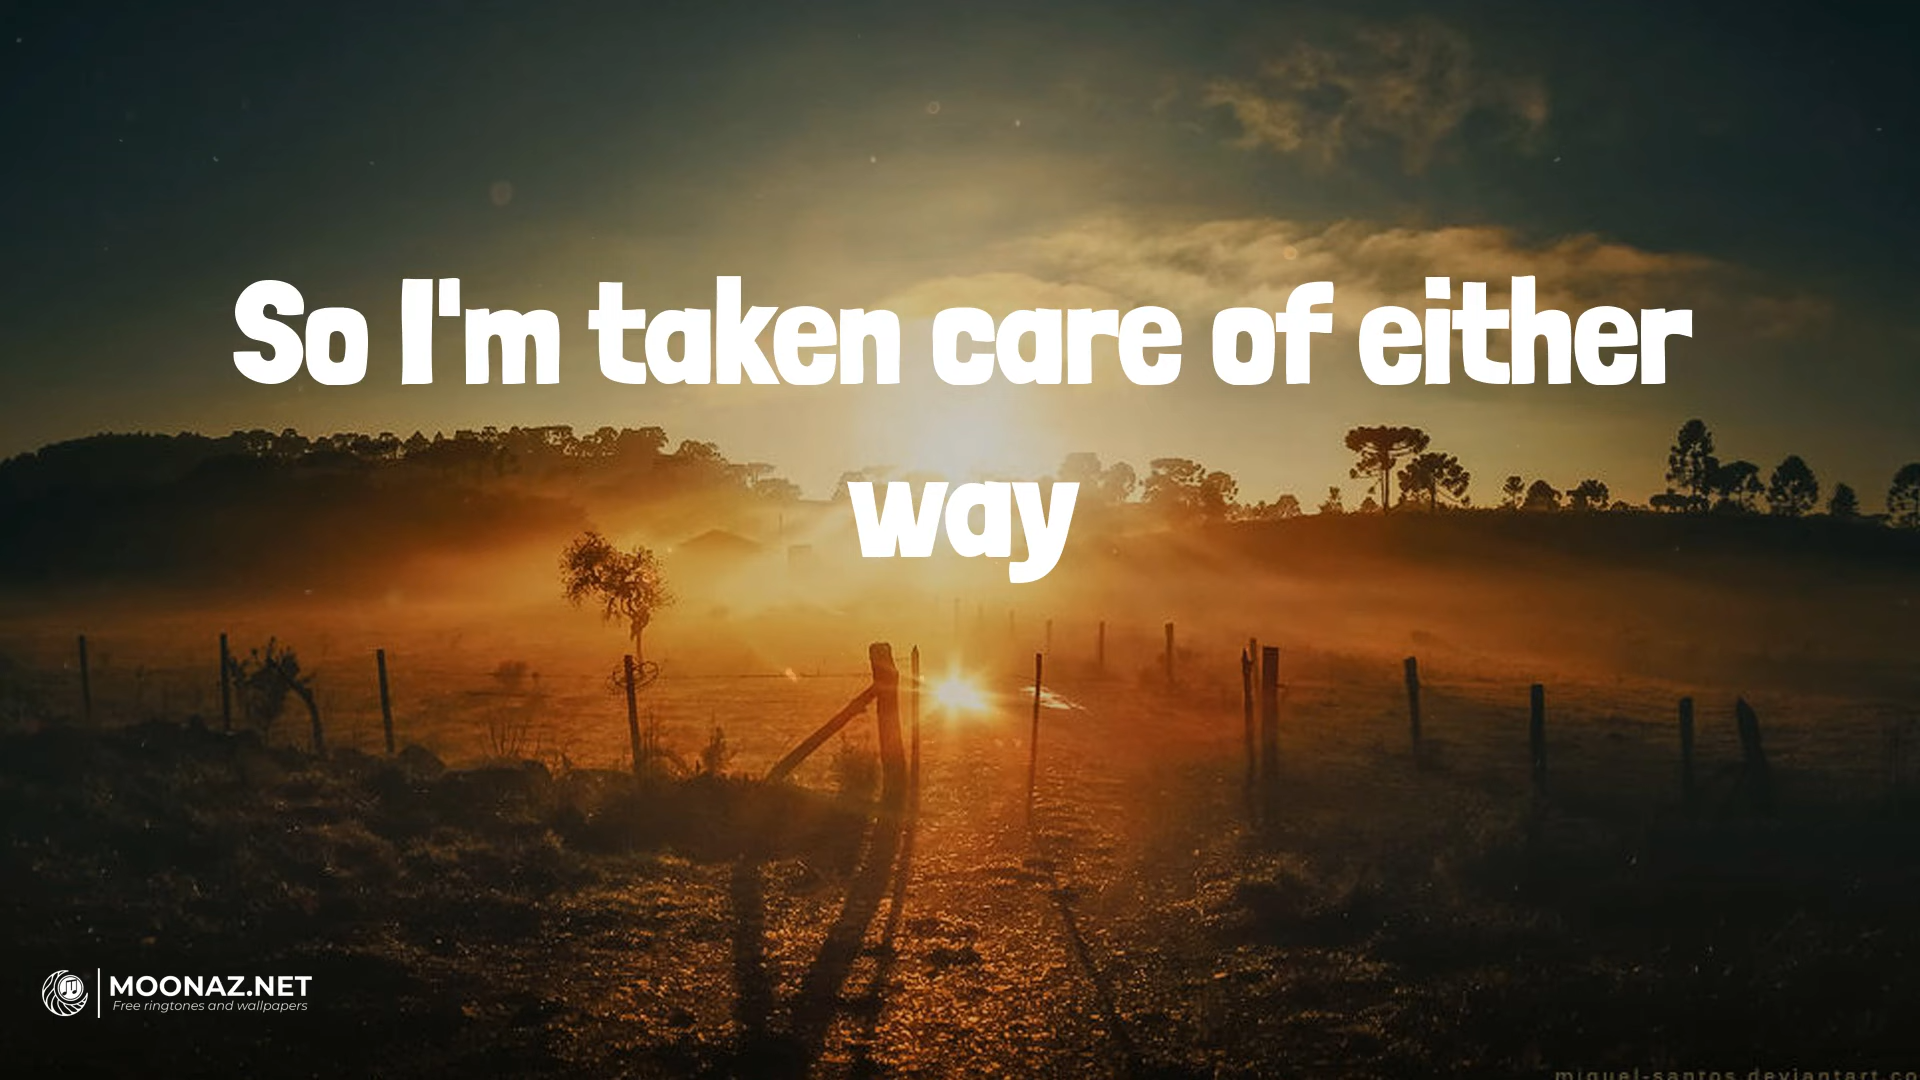 So I'm taken care of either
way
MOONAZ.NET
Free ringtones and wallpapers
miguel-santos.deviantart.co